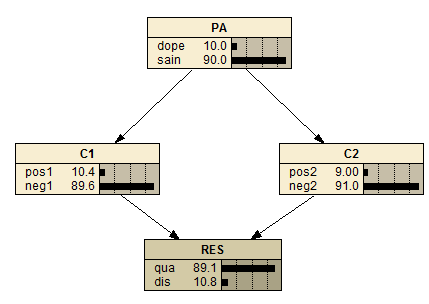 PA
dope 10.0
sain 90.0
C1
pos1 10.4
neg1 89.6
C2
pos2 9.00
neg2 91.0
RES
qua 89.1
dis 10.8